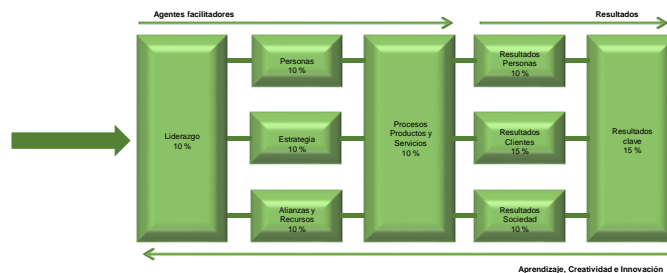 Agentes facilitadores
Resultados
Liderazgo
10 %
Personas
10 %
Estrategia
10 %
Alianzas y
Recursos
10 %
Procesos
Productos y
Servicios
10 %
Resultados
Personas
10 %
Resultados
Clientes
15 %
Resultados
Sociedad
10 %
Resultados
clave
15 %
Aprendizaje, Creatividad e Innovación